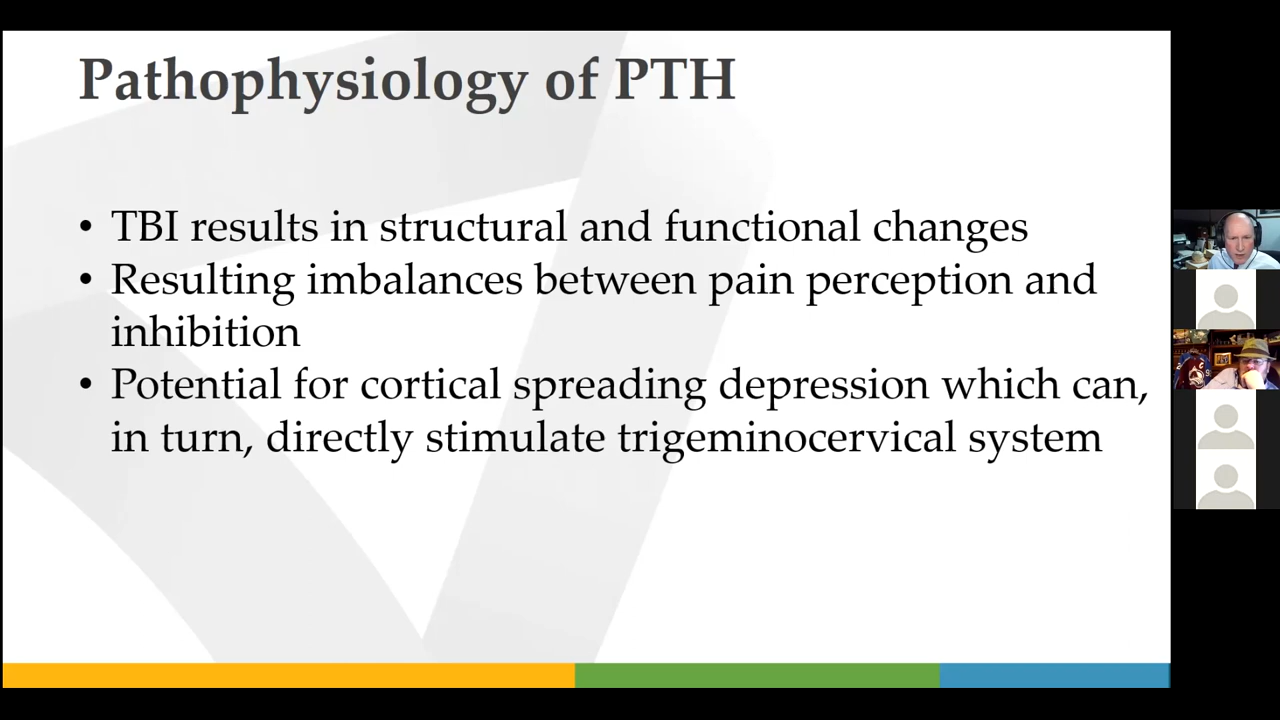 Pathophysiology of PTH
• TBI results in structural and functional changes
• Resulting imbalances between pain perception and
inhibition
• Potential for cortical spreading depression which can,
in turn, directly stimulate trigeminocervical system